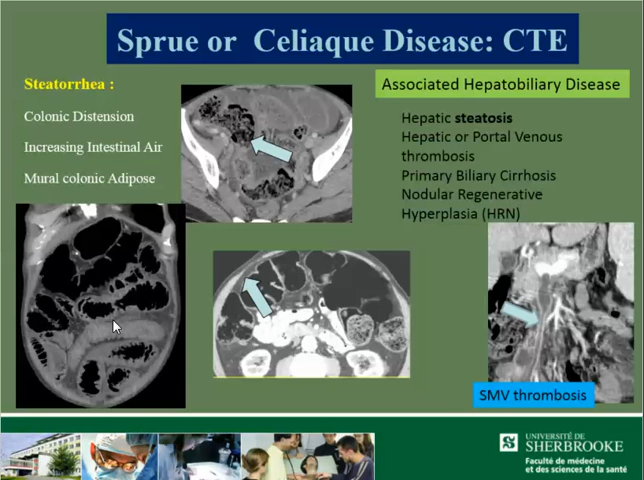 Sprue or Celiaque Disease: CTE
Steatorrhea :
Colonic Distension
Increasing Intestinal Air
Mural colonic Adipose
Associated Hepatobiliary Disease
Hepatic steatosis
Hepatic or Portal Venous
thrombosis
Primary Biliary Cirrhosis
Nodular Regenerative
Hyperplasia (HRN)
SMV thrombosis
S
UNIVERSITÉ DE
SHERBROOKE
Faculté de médecine
et des sciences de la santé